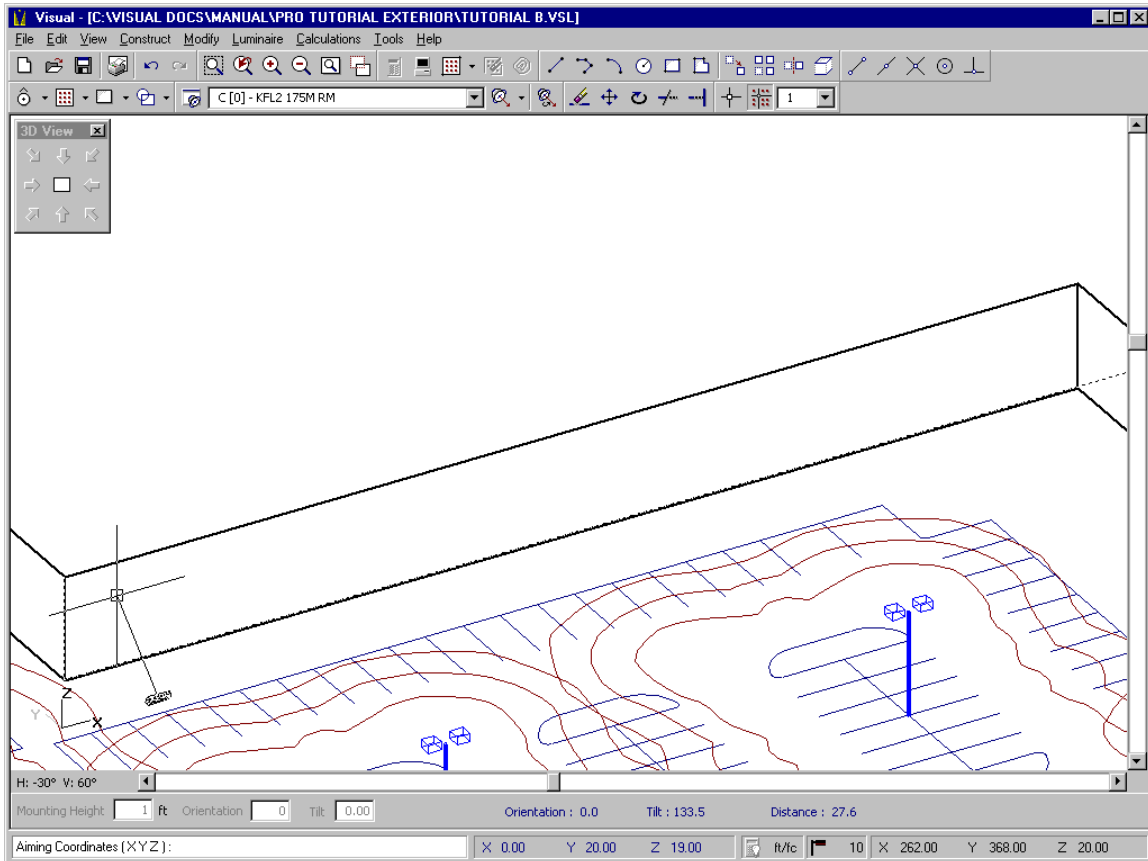 Visual - [C:\VISUAL DOCS\MANUAL\PRO TUTORIAL EXTERIOR\TUTORIAL B.VSL]
File Edit View Construct Modify Luminaire Calculations Tools Help
C [0] - KFL2 175M RM 1
3D View
Z
Y X
H: -30° V: 60°
Mounting Height 1 ft Orientation 0 Tilt 0.00 Orientation : 0.0 Tilt : 133.5 Distance : 27.6
Aiming Coordinates (X Y Z ) : X 0.00 Y 20.00 Z 19.00 ft/fc 10 X 262.00 Y 368.00 Z 20.00